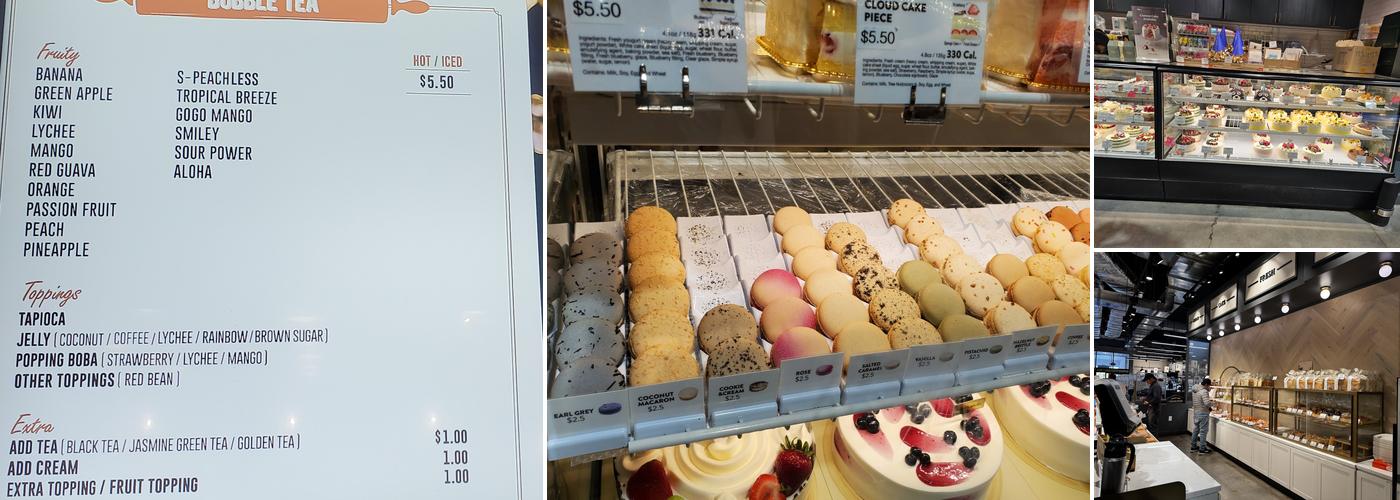 BUBBLE TEA
Fruity
HOT / ICED
$5.50
BANANA
GREEN APPLE
KIWI
LYCHEE
MANGO
RED GUAVA
ORANGE
PASSION FRUIT
PEACH
PINEAPPLE
S-PEACHLESS
TROPICAL BREEZE
GOGO MANGO
SMILEY
SOUR POWER
ALOHA
Toppings
TAPIOCA
JELLY ( COCONUT / COFFEE / LYCHEE / RAINBOW / BROWN SUGAR )
POPPING BOBA ( STRAWBERRY / LYCHEE / MANGO )
OTHER TOPPINGS ( RED BEAN )
Extra
ADD TEA ( BLACK TEA / JASMINE GREEN TEA / GOLDEN TEA ) $1.00
ADD CREAM 1.00
EXTRA TOPPING / FRUIT TOPPING 1.00
$5.50
331 Cal.
CLOUD CAKE
PIECE
$5.50
330 Cal.
EARL GREY
$2.5
COCONUT
MACARON
$2.5
COOKIE
&CREAM
$2.5
ROSE
$2.5
SALTED
CARAMEL
$2.5
VANILLA
$2.5
PISTACHIO
$2.5
HAZELNUT
$2.5
COFFEE
$2.5
FRESH